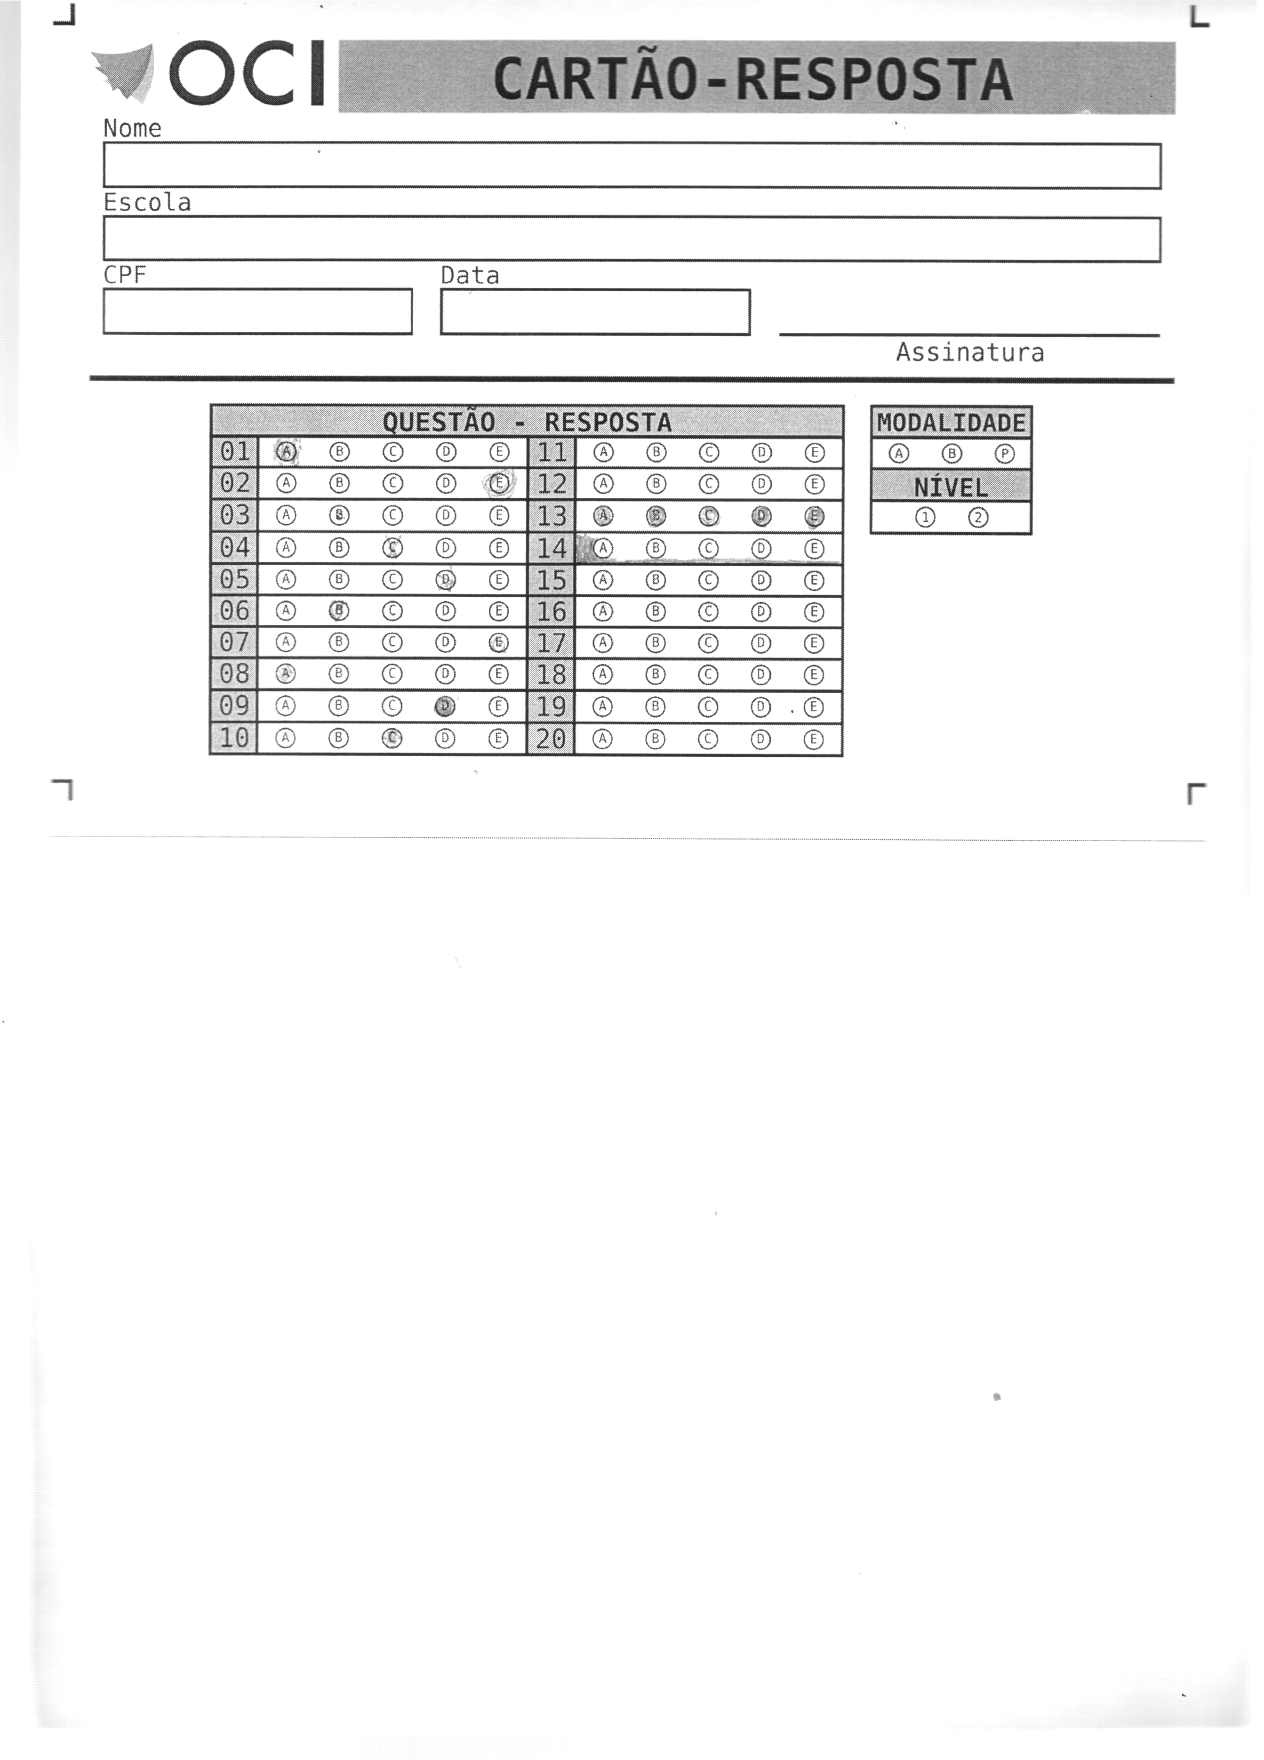 OCI CARTÃO-RESPOSTA
Nome
Escola
CPF Data
Assinatura
QUESTÃO - RESPOSTA MODALIDADE
01 A B C D E 11 A B C D E A B P
02 A B C D E 12 A B C D E NÍVEL
03 A B C D E 13 A B C D E 1 2
04 A B C D E 14 A B C D E
05 A B C D E 15 A B C D E
06 A B C D E 16 A B C D E
07 A B C D E 17 A B C D E
08 A B C D E 18 A B C D E
09 A B C D E 19 A B C D E
10 A B C D E 20 A B C D E